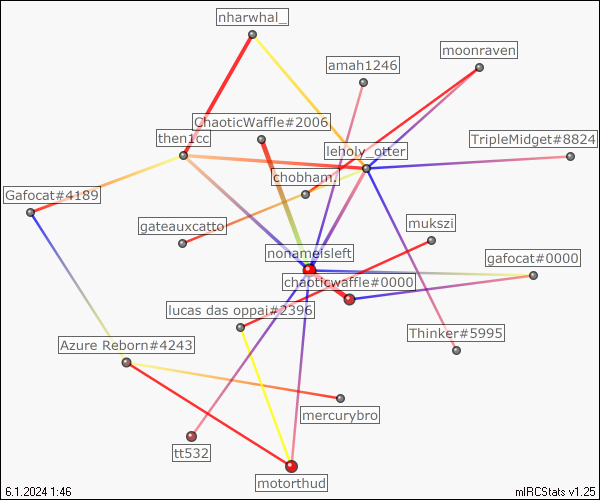 nharwhal_
moonraven
amah1246
ChaoticWaffle#2006
then1cc
leholy_otter
TripleMidget#8824
chobham.
Gafocat#4189
gateauxcatto
mukszi
nonameisleft
gafocat#0000
chaoticwaffle#0000
lucas das oppai#2396
Thinker#5995
Azure Reborn#4243
mercurybro
tt532
motorthud
6.1.2024 1:46
mIRCStats v1.25